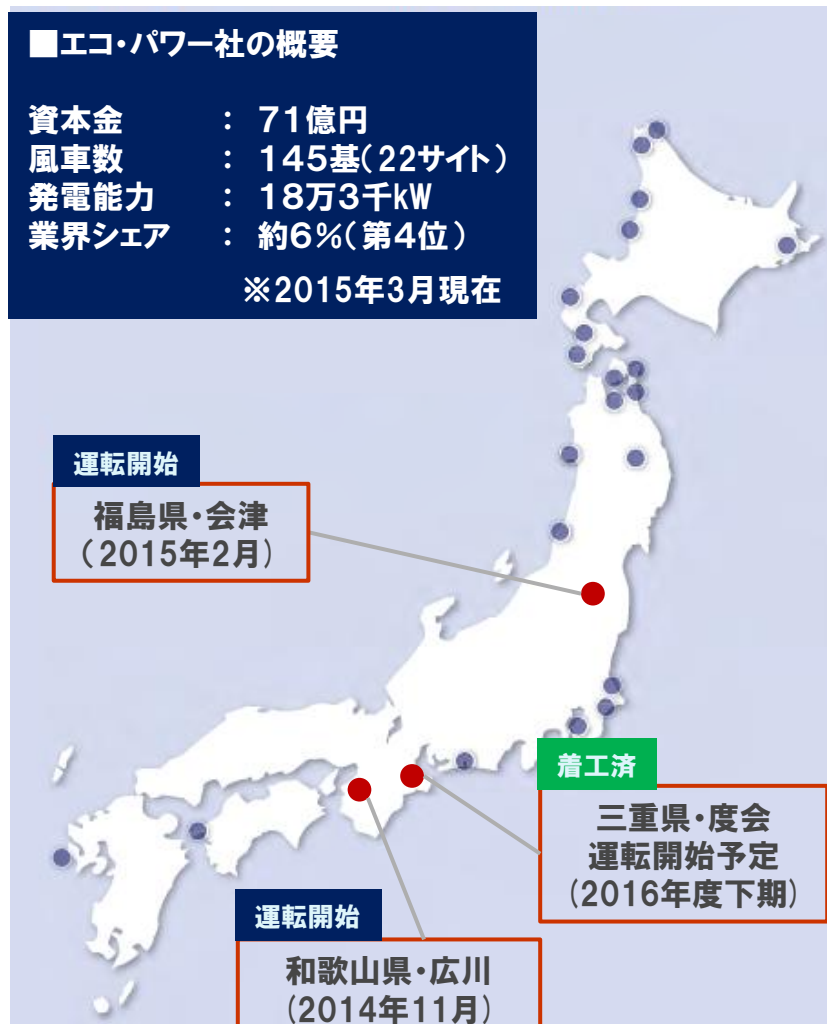 ■エコ・パワー社の概要
資本金 : 71億円
風車数 : 145基(22サイト)
発電能力 : 18万3千kW
業界シェア : 約6%(第4位)
※2015年3月現在
運転開始
福島県・会津
(2015年2月)
着工済
三重県・度会
運転開始予定
(2016年度下期)
運転開始
和歌山県・広川
(2014年11月)